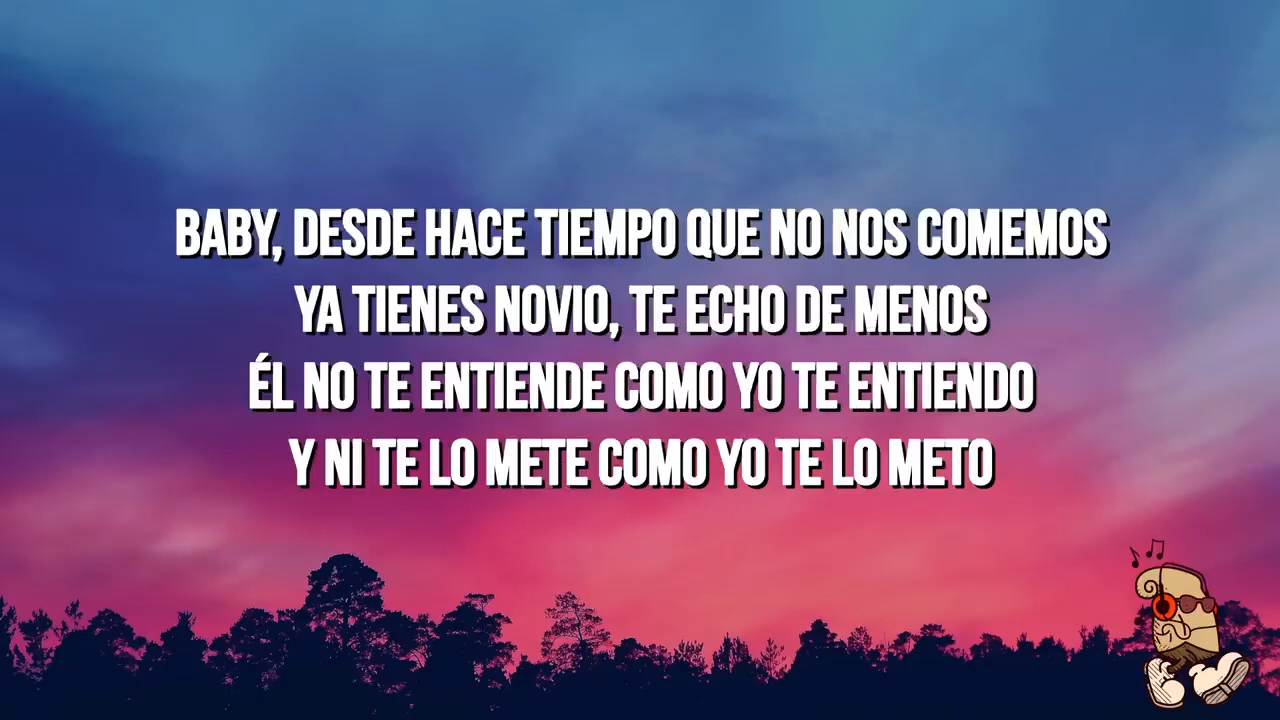 BABY, DESDE HACE TIEMPO QUE NO NOS COMEMOS
YA TIENES NOVIO, TE ECHO DE MENOS
ÉL NO TE ENTIENDE COMO YO TE ENTIENDO
Y NI TE LO METE COMO YO TE LO METO